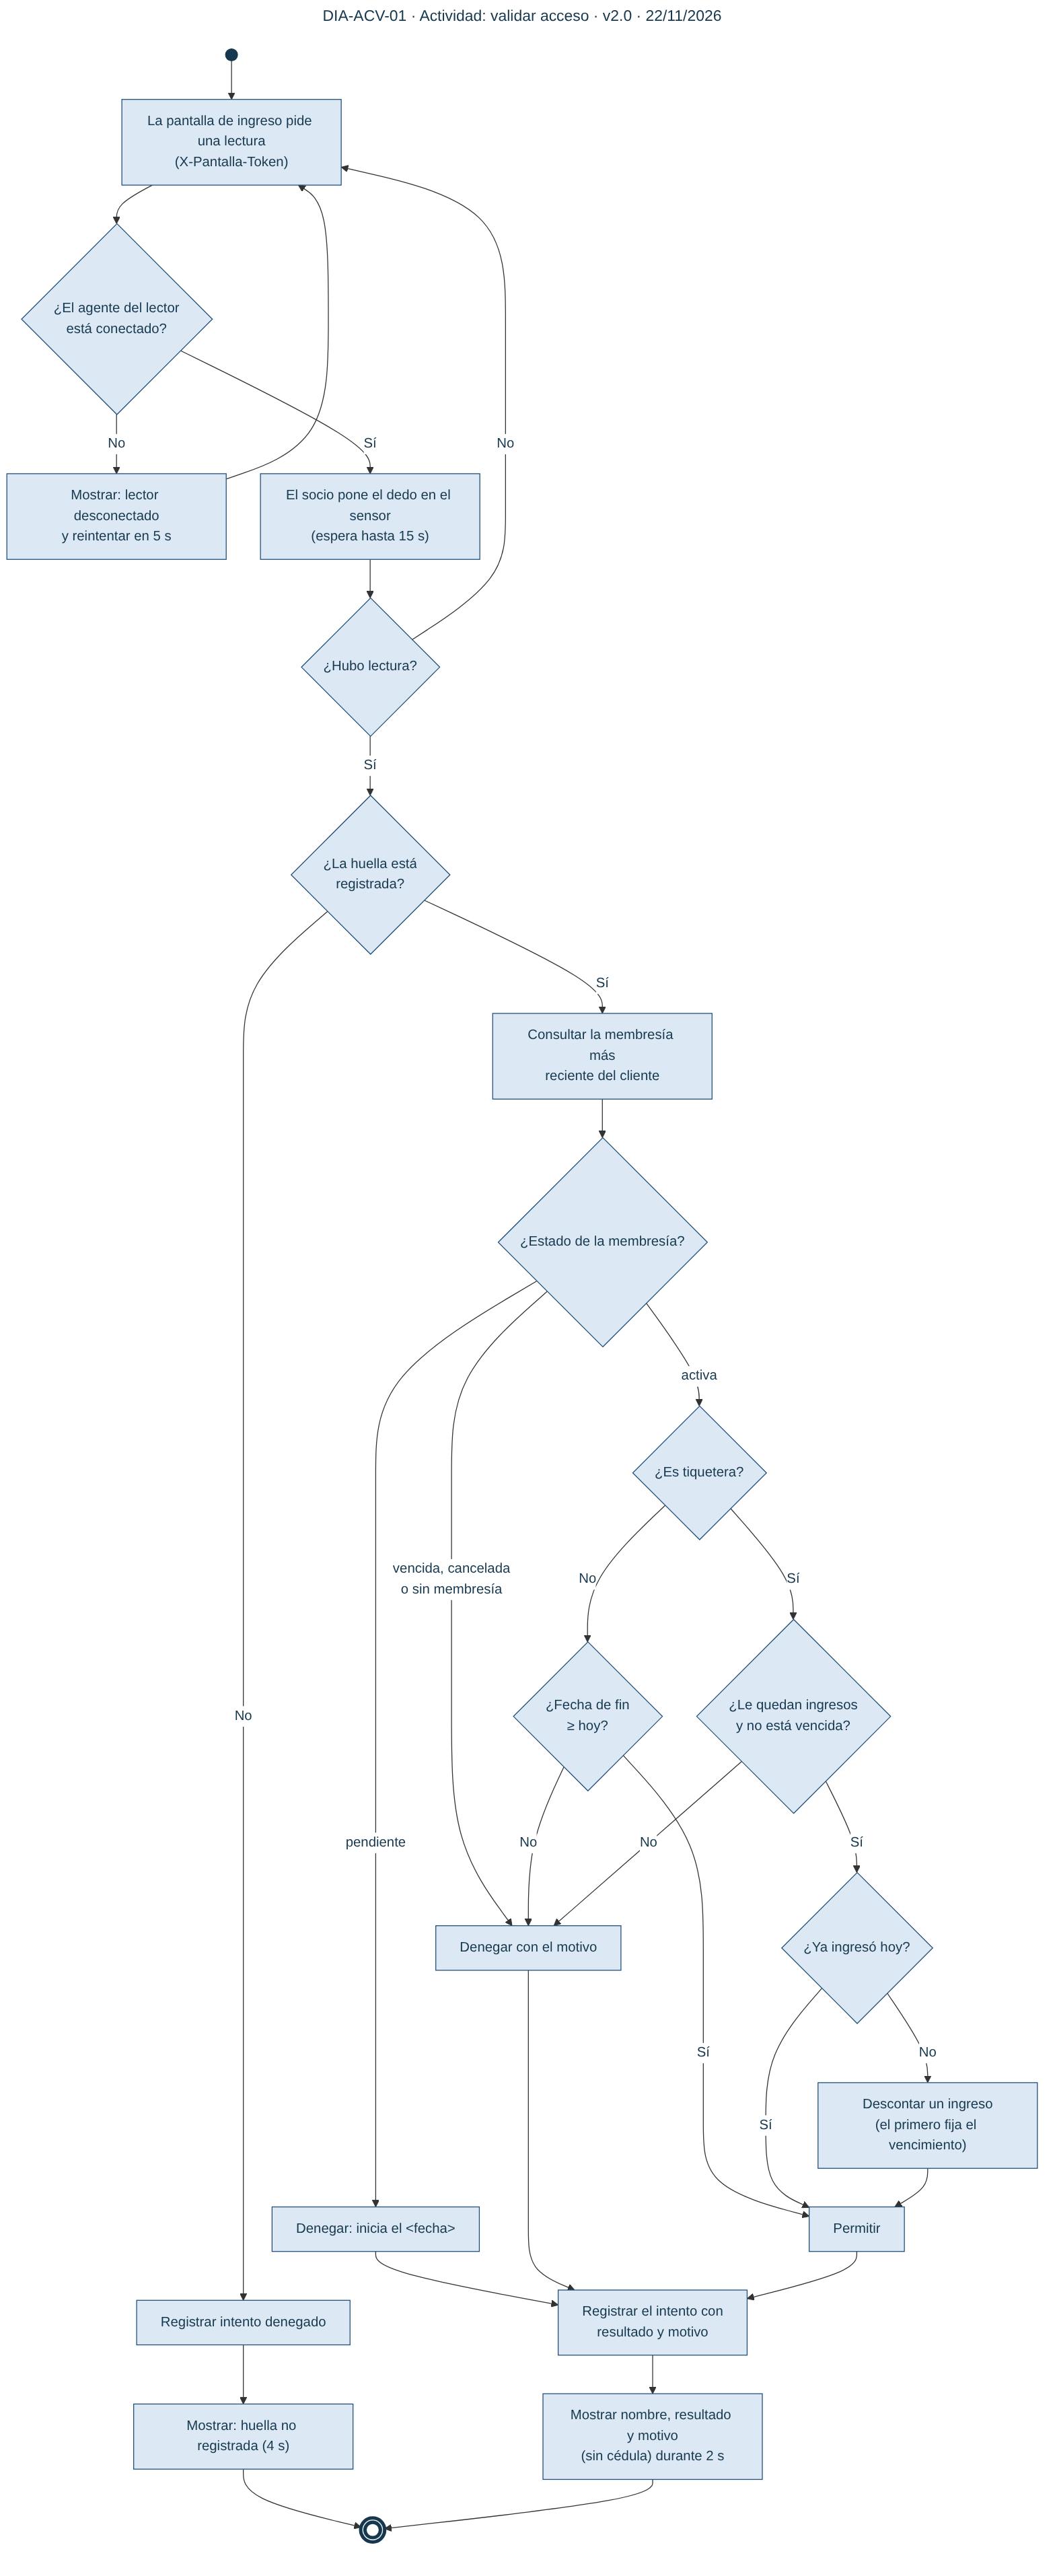 DIA-ACV-01 · Actividad: validar acceso · v2.0 · 22/11/2026
La pantalla de ingreso pide
una lectura
(X-Pantalla-Token)
¿El agente del lector
está conectado?
No
Sí
No
Mostrar: lector
desconectado
y reintentar en 5 s
El socio pone el dedo en el
sensor
(espera hasta 15 s)
¿Hubo lectura?
Sí
¿La huella está
registrada?
Sí
Consultar la membresía
más
reciente del cliente
¿Estado de la membresía?
activa
¿Es tiquetera?
vencida, cancelada
o sin membresía
No
Sí
No
¿Fecha de fin
≥ hoy?
¿Le quedan ingresos
y no está vencida?
pendiente
No
No
Sí
Denegar con el motivo
¿Ya ingresó hoy?
Sí
No
Sí
Descontar un ingreso
(el primero fija el
vencimiento)
Denegar: inicia el <fecha>
Permitir
Registrar intento denegado
Registrar el intento con
resultado y motivo
Mostrar: huella no
registrada (4 s)
Mostrar nombre, resultado
y motivo
(sin cédula) durante 2 s